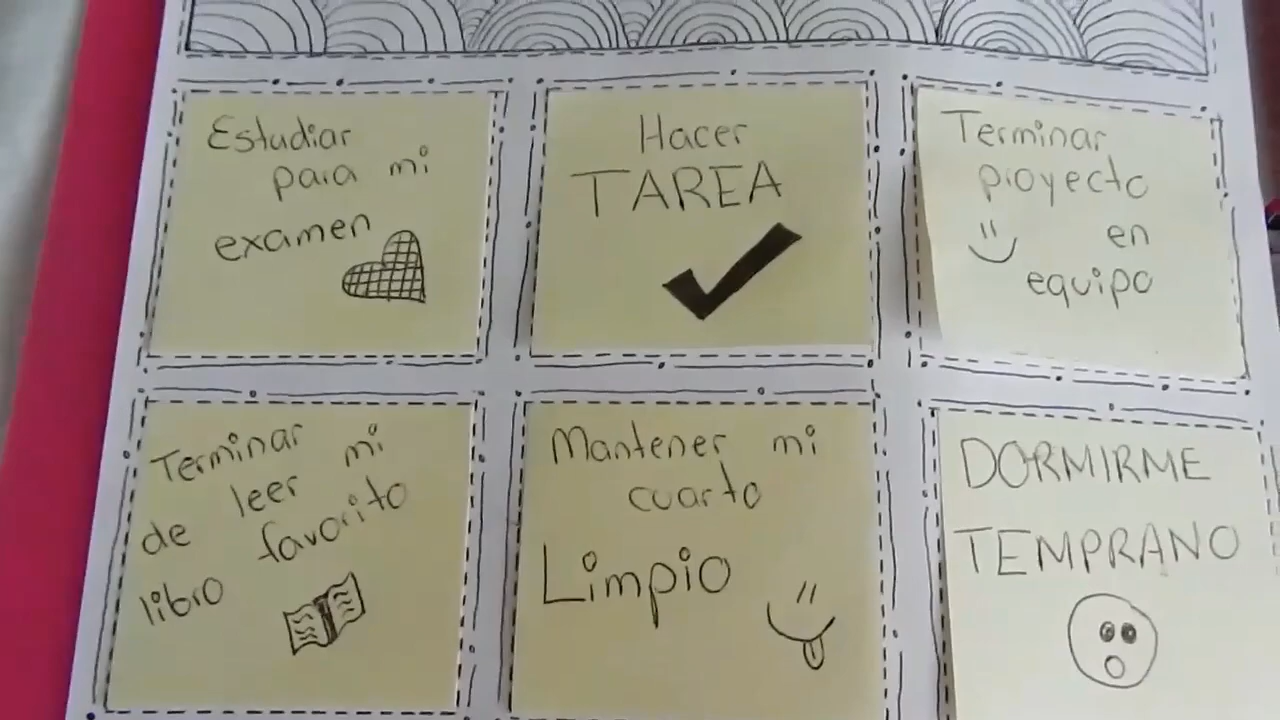 Estudiar
para mi
examen
Hacer
TAREA
Terminar
proyecto
en
equipo
Terminar
de leer mi
libro favorito
Mantener mi
cuarto
Limpio
DORMIRME
TEMPRANO